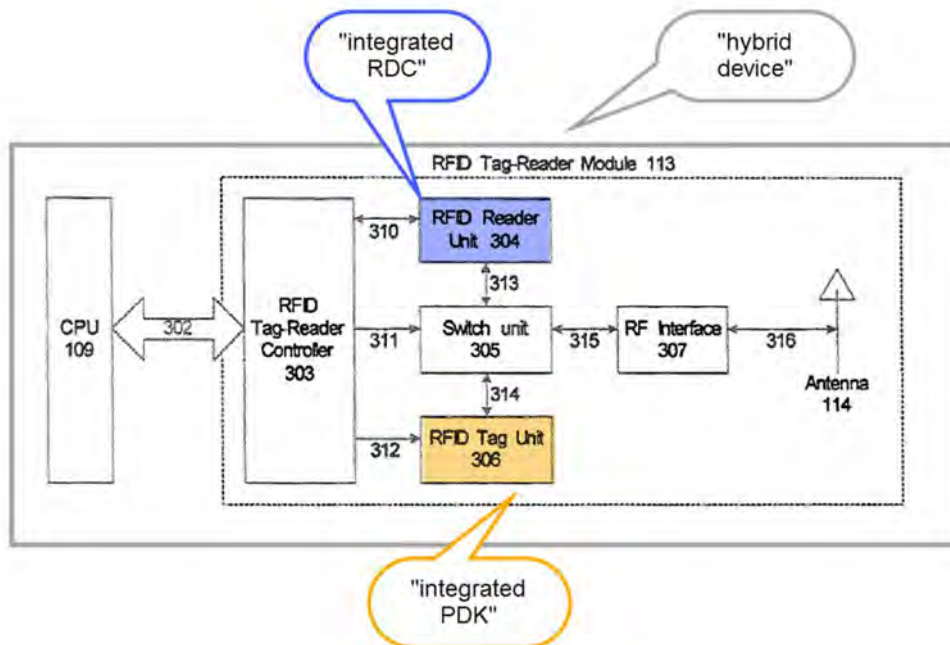 "integrated
RDC"
"hybrid
device"
RFID Tag-Reader Module 113
310
RFID Reader
Unit 304
313
CPU
109
302
RFID
Tag-Reader
Controller
303
311
Switch unit
305
315
RF Interface
307
316
314
Antenna
114
312
RFID Tag Unit
306
"integrated
PDK"